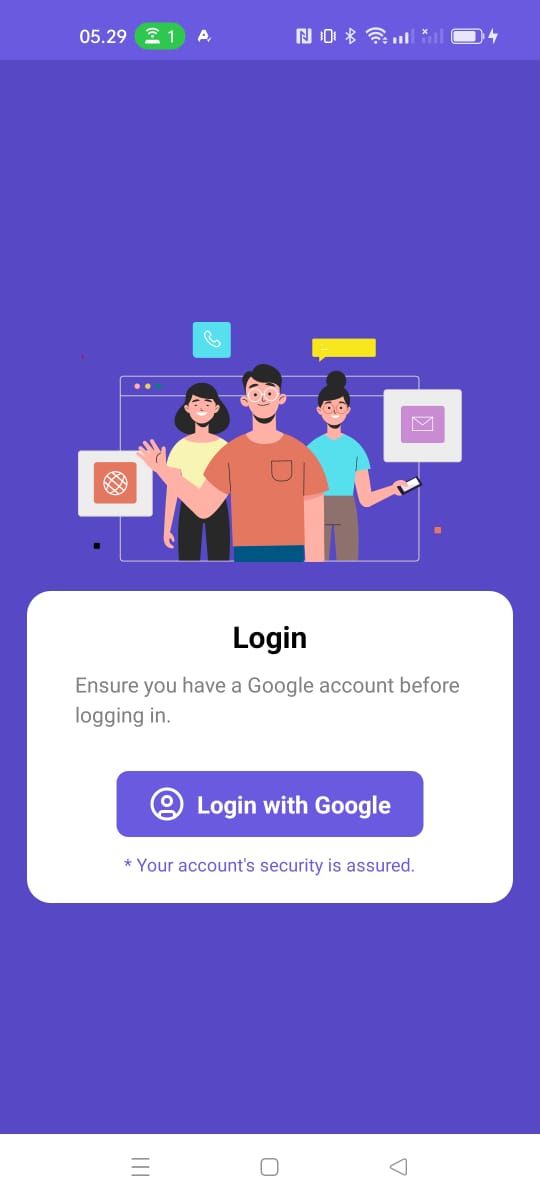 05.29 1
Login
Ensure you have a Google account before
logging in.
Login with Google
* Your account's security is assured.